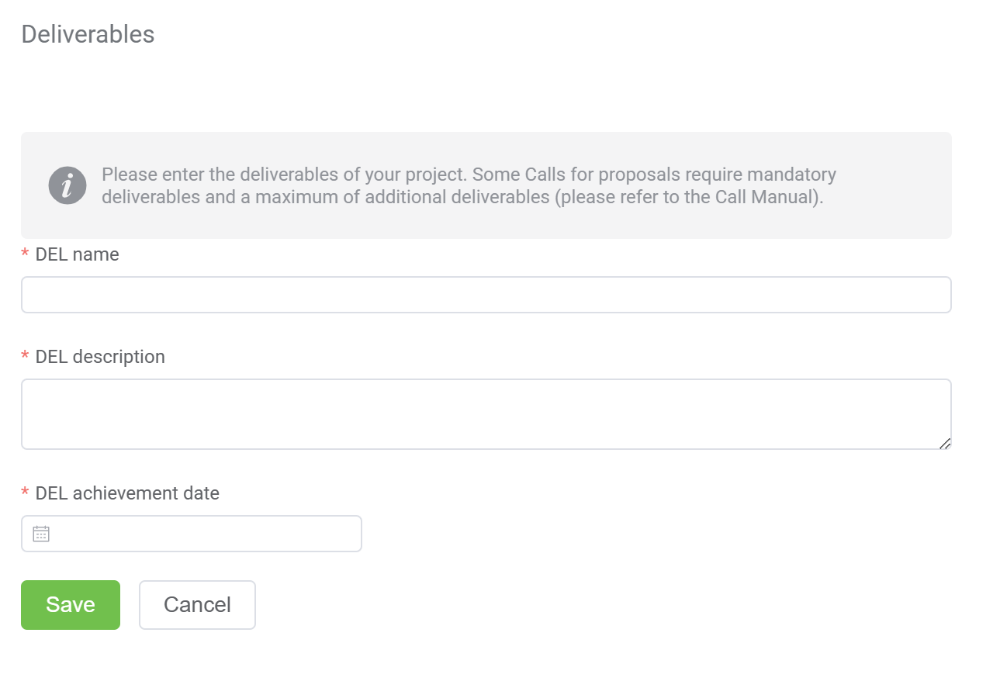 Deliverables
Please enter the deliverables of your project. Some Calls for proposals require mandatory
deliverables and a maximum of additional deliverables (please refer to the Call Manual).
* DEL name
* DEL description
* DEL achievement date
Save Cancel